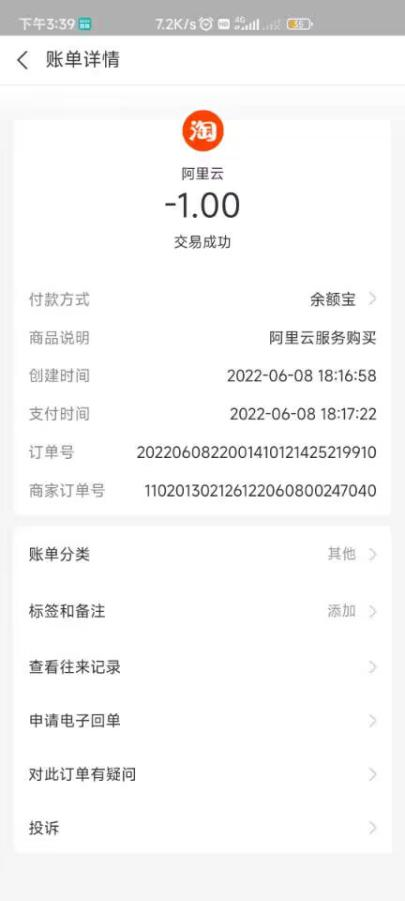 下午3:39 7.2K/s HD 4G 35
账单详情
淘
阿里云
-1.00
交易成功
付款方式 余额宝
商品说明 阿里云服务购买
创建时间 2022-06-08 18:16:58
支付时间 2022-06-08 18:17:22
订单号 2022060822001410121425219910
商家订单号 110201302126122060800247040
账单分类 其他
标签和备注 添加
查看往来记录
申请电子回单
对此订单有疑问
投诉